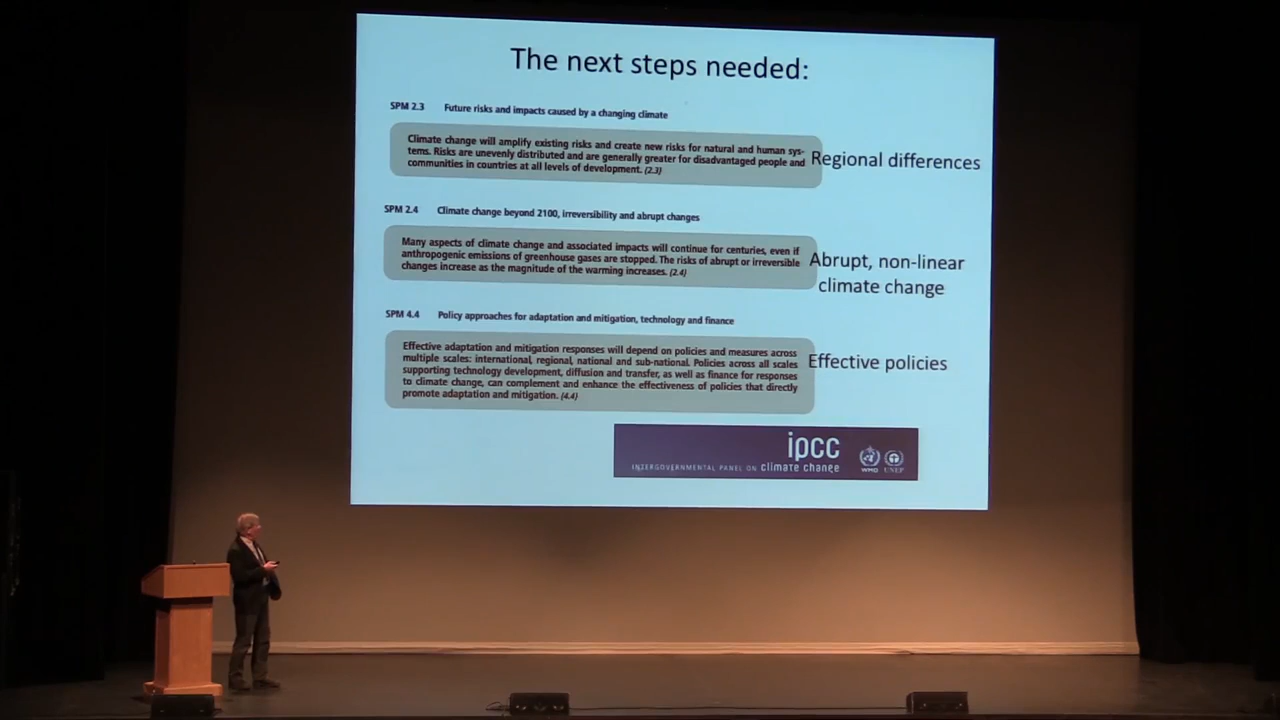 The next steps needed:
SPM 2.3 Future risks and impacts caused by a changing climate
Climate change will amplify existing risks and create new risks for natural and human sys-
tems. Risks are unevenly distributed and are generally greater for disadvantaged people and
communities in countries at all levels of development. (2.3)
Regional differences
SPM 2.4 Climate change beyond 2100, irreversibility and abrupt changes
Many aspects of climate change and associated impacts will continue for centuries, even if
anthropogenic emissions of greenhouse gases are stopped. The risks of abrupt or irreversible
changes increase as the magnitude of the warming increases. (2.4)
Abrupt, non-linear
climate change
SPM 4.4 Policy approaches for adaptation and mitigation, technology and finance
Effective adaptation and mitigation responses will depend on policies and measures across
multiple scales: international, regional, national and sub-national. Policies across all scales
supporting technology development, diffusion and transfer, as well as finance for responses
to climate change, can complement and enhance the effectiveness of policies that directly
promote adaptation and mitigation. (4.4)
Effective policies
ipcc
INTERGOVERNMENTAL PANEL ON climate change
WMO UNEP